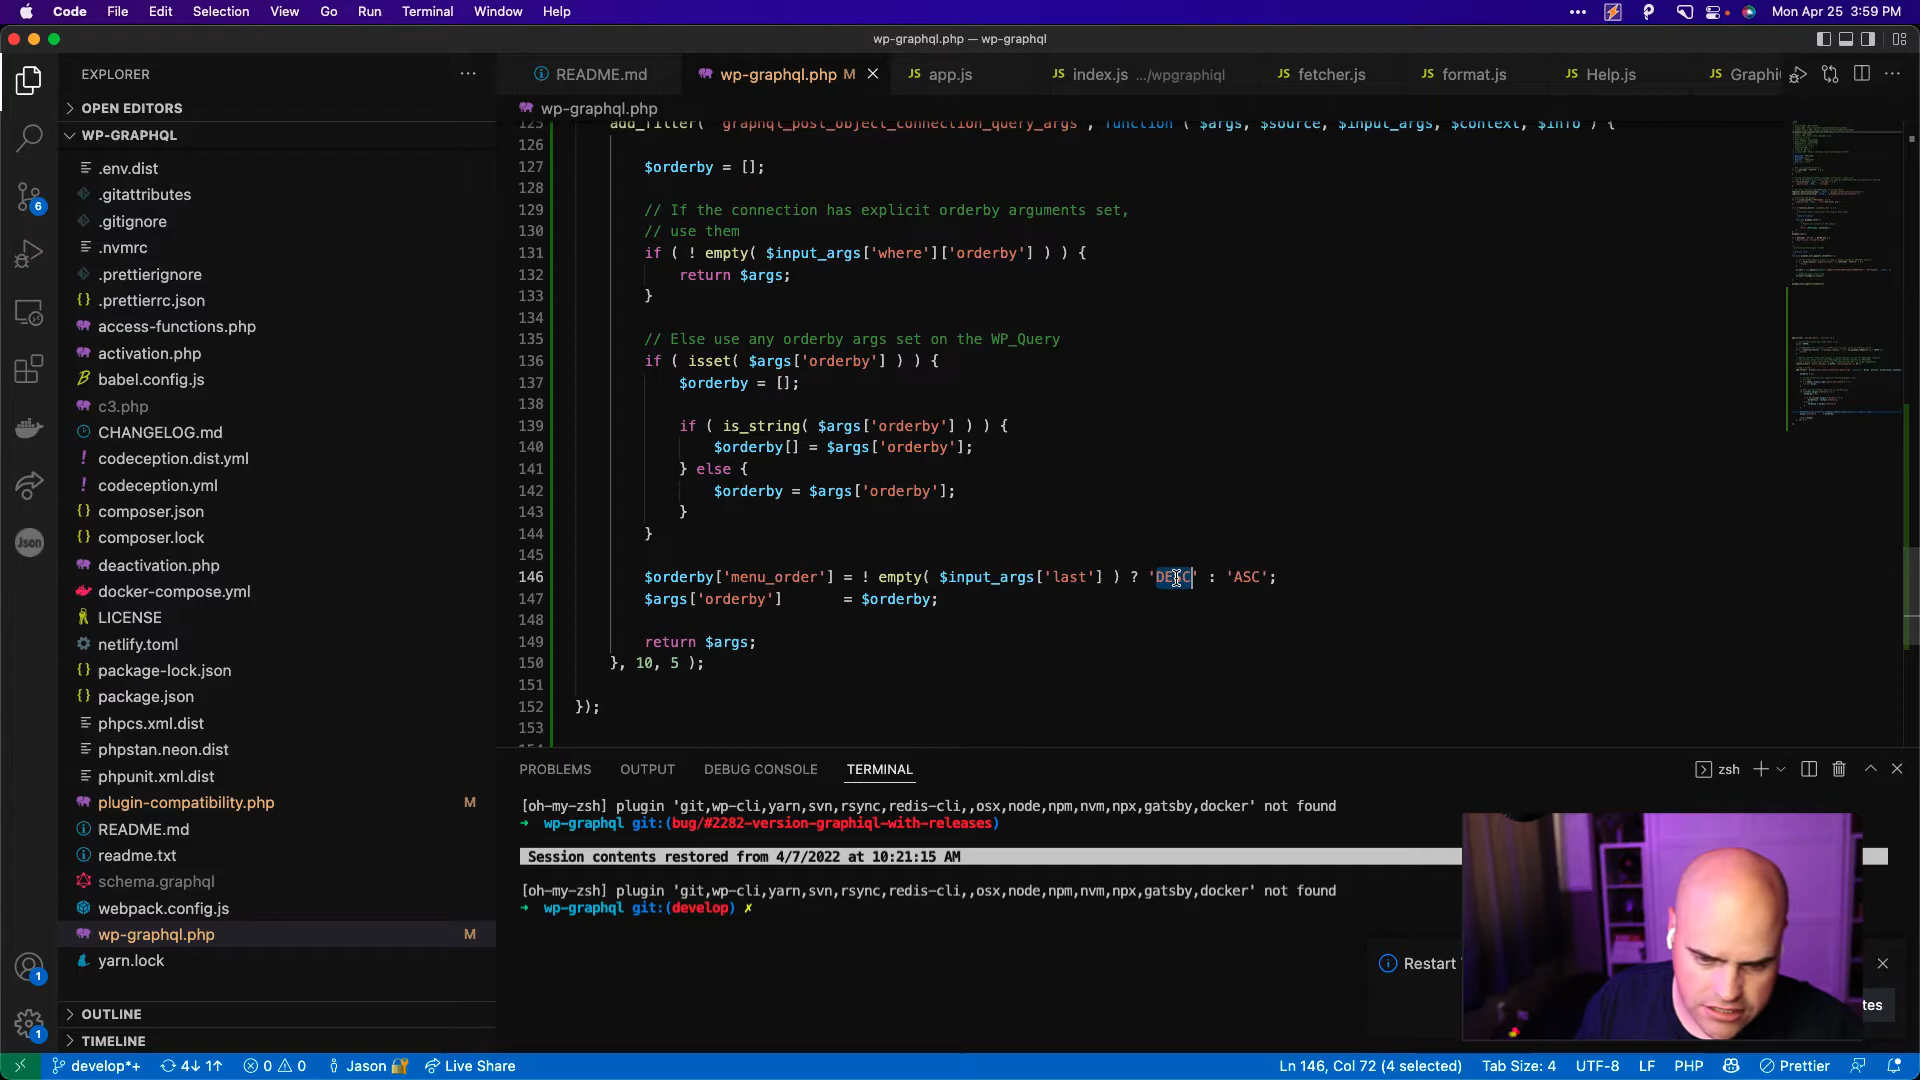 Code File Edit Selection View Go Run Terminal Window Help
Mon Apr 25 3:59 PM
wp-graphql.php — wp-graphql
EXPLORER
OPEN EDITORS
WP-GRAPHQL
.env.dist
.gitattributes
.gitignore
.nvmrc
.prettierignore
.prettierrc.json
access-functions.php
activation.php
babel.config.js
c3.php
CHANGELOG.md
codeception.dist.yml
codeception.yml
composer.json
composer.lock
deactivation.php
docker-compose.yml
LICENSE
netlify.toml
package-lock.json
package.json
phpcs.xml.dist
phpstan.neon.dist
phpunit.xml.dist
plugin-compatibility.php M
README.md
readme.txt
schema.graphql
webpack.config.js
wp-graphql.php M
yarn.lock
OUTLINE
TIMELINE
6
Json
1
1
README.md wp-graphql.php M app.js index.js .../wpgraphql fetcher.js format.js Help.js Graphi
wp-graphql.php
125 add_filter( 'graphql_post_object_connection_query_args', function ( $args, $source, $input_args, $context, $info ) {
126
127 $orderby = [];
128
129 // If the connection has explicit orderby arguments set,
130 // use them
131 if ( ! empty( $input_args['where']['orderby'] ) ) {
132 return $args;
133 }
134
135 // Else use any orderby args set on the WP_Query
136 if ( isset( $args['orderby'] ) ) {
137 $orderby = [];
138
139 if ( is_string( $args['orderby'] ) ) {
140 $orderby[] = $args['orderby'];
141 } else {
142 $orderby = $args['orderby'];
143 }
144 }
145
146 $orderby['menu_order'] = ! empty( $input_args['last'] ) ? 'DESC' : 'ASC';
147 $args['orderby'] = $orderby;
148
149 return $args;
150 }, 10, 5 );
151
152 });
153
PROBLEMS OUTPUT DEBUG CONSOLE TERMINAL
zsh
[oh-my-zsh] plugin 'git,wp-cli,yarn,svn,rsync,redis-cli,,osx,node,npm,nvm,npx,gatsby,docker' not found
➜ wp-graphql git:(bug/#2282-version-graphiql-with-releases)
Session contents restored from 4/7/2022 at 10:21:15 AM
[oh-my-zsh] plugin 'git,wp-cli,yarn,svn,rsync,redis-cli,,osx,node,npm,nvm,npx,gatsby,docker' not found
➜ wp-graphql git:(develop) ✗
Restart
tes
develop*+ 4↓ 1↑ 0 0 Jason Live Share
Ln 146, Col 72 (4 selected) Tab Size: 4 UTF-8 LF PHP Prettier